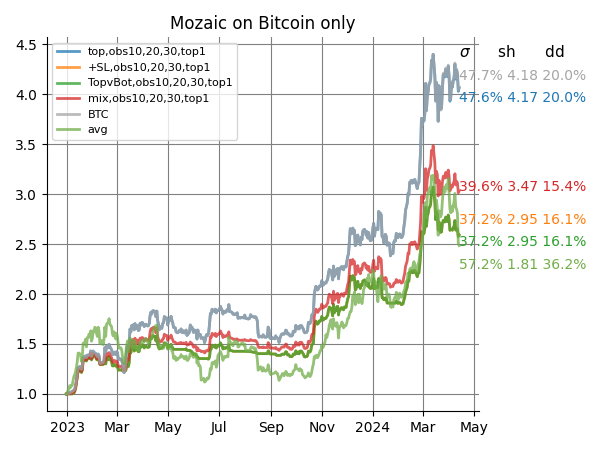 Mozaic on Bitcoin only
σ sh dd
4.5
4.0
3.5
3.0
2.5
2.0
1.5
1.0
top,obs10,20,30,top1
+SL,obs10,20,30,top1
TopvBot,obs10,20,30,top1
mix,obs10,20,30,top1
BTC
avg
47.7% 4.18 20.0%
47.6% 4.17 20.0%
39.6% 3.47 15.4%
37.2% 2.95 16.1%
37.2% 2.95 16.1%
57.2% 1.81 36.2%
2023 Mar May Jul Sep Nov 2024 Mar May